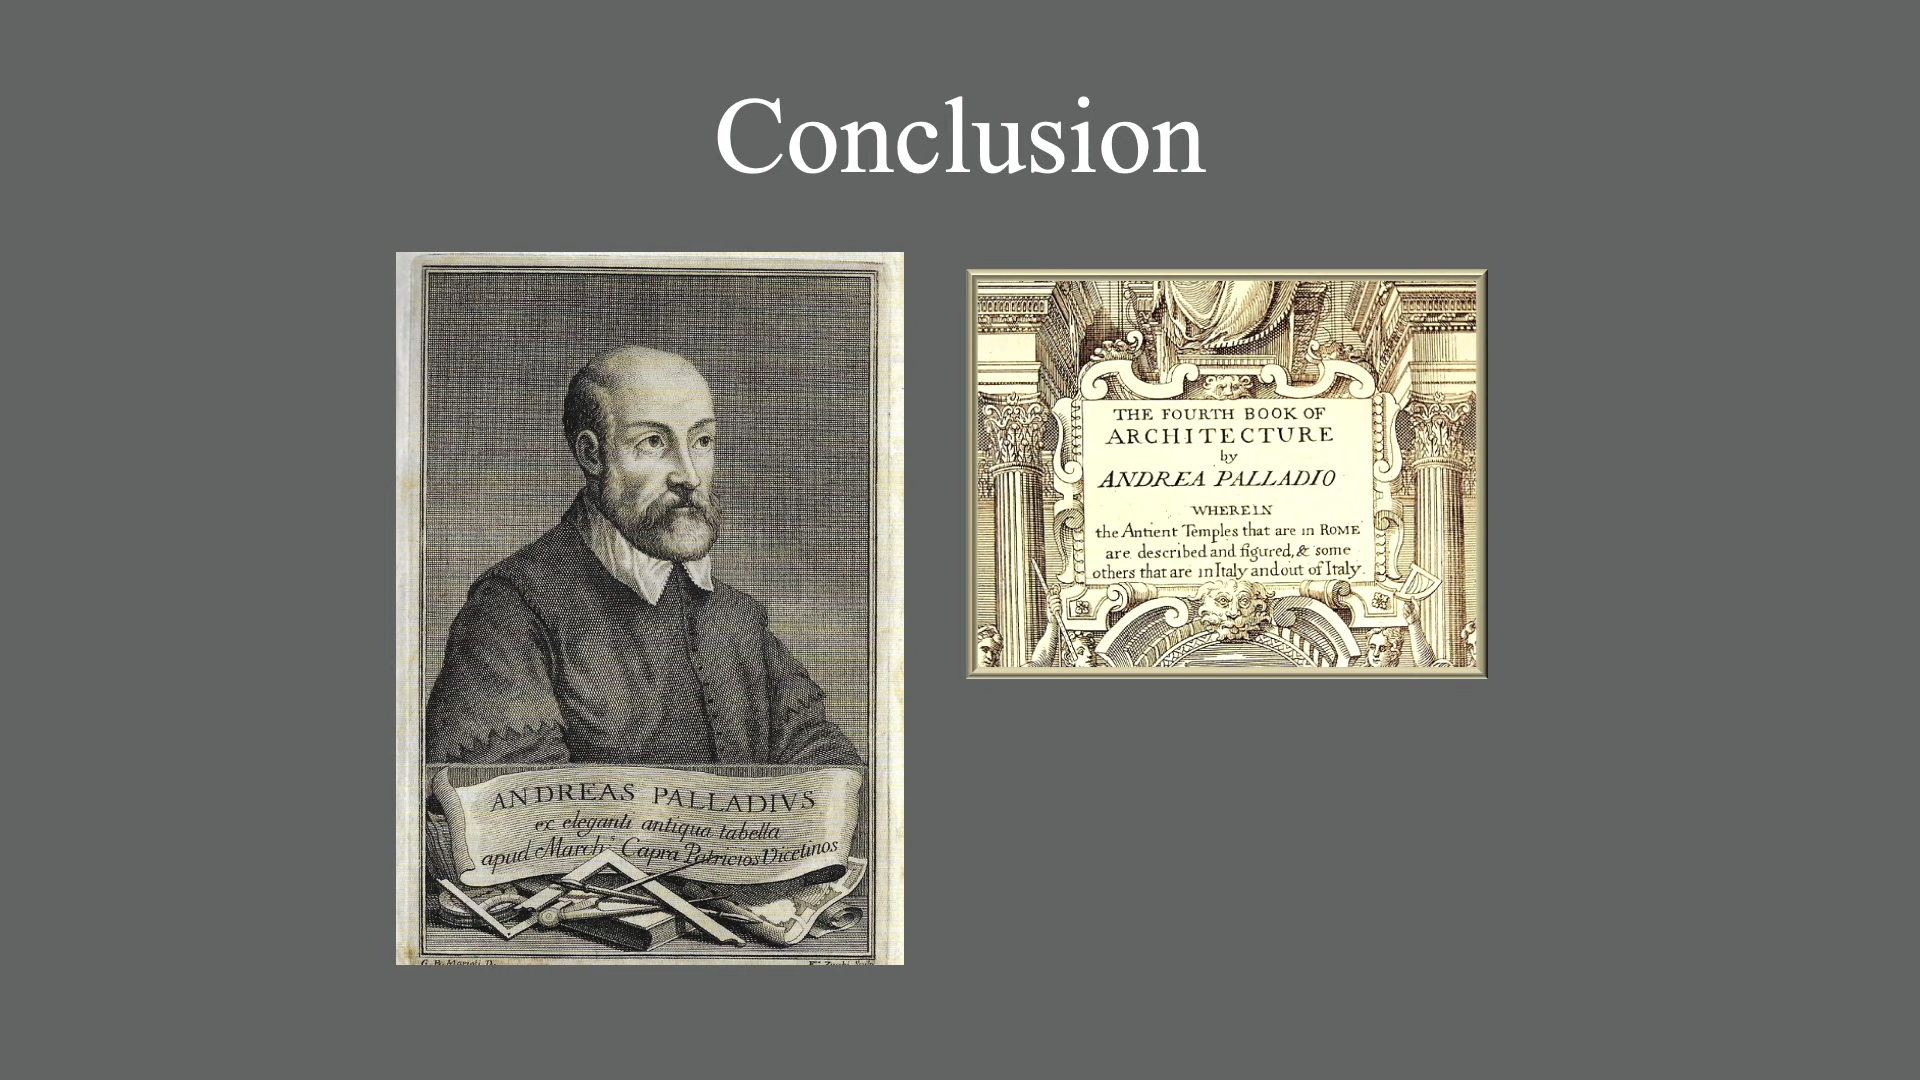 Conclusion
ANDREAS PALLADIVS
ex eleganti antiqua tabella
apud March.s Capra Patricios Vicetinos
THE FOURTH BOOK OF
ARCHITECTURE
by
ANDREA PALLADIO
WHEREIN
the Antient Temples that are in ROME
are described and figured, & some
others that are in Italy and out of Italy.